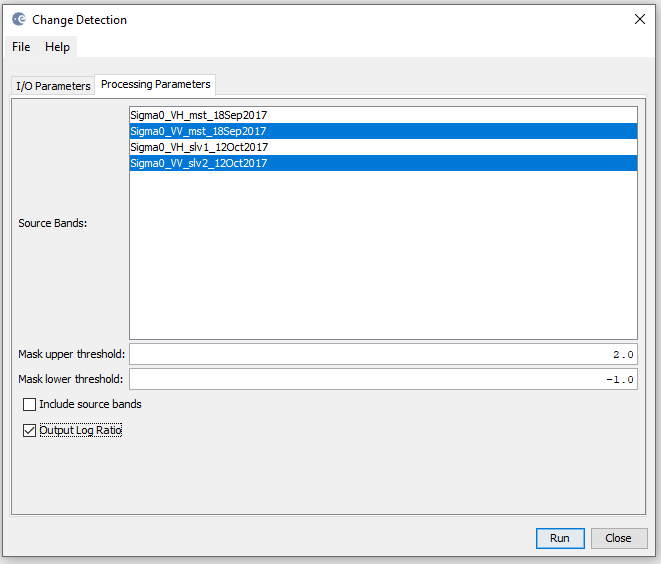 Change Detection
File Help
I/O Parameters Processing Parameters
Sigma0_VH_mst_18Sep2017
Sigma0_VV_mst_18Sep2017
Sigma0_VH_slv1_12Oct2017
Sigma0_VV_slv2_12Oct2017
Source Bands:
Mask upper threshold: 2.0
Mask lower threshold: -1.0
Include source bands
Output Log Ratio
Run Close